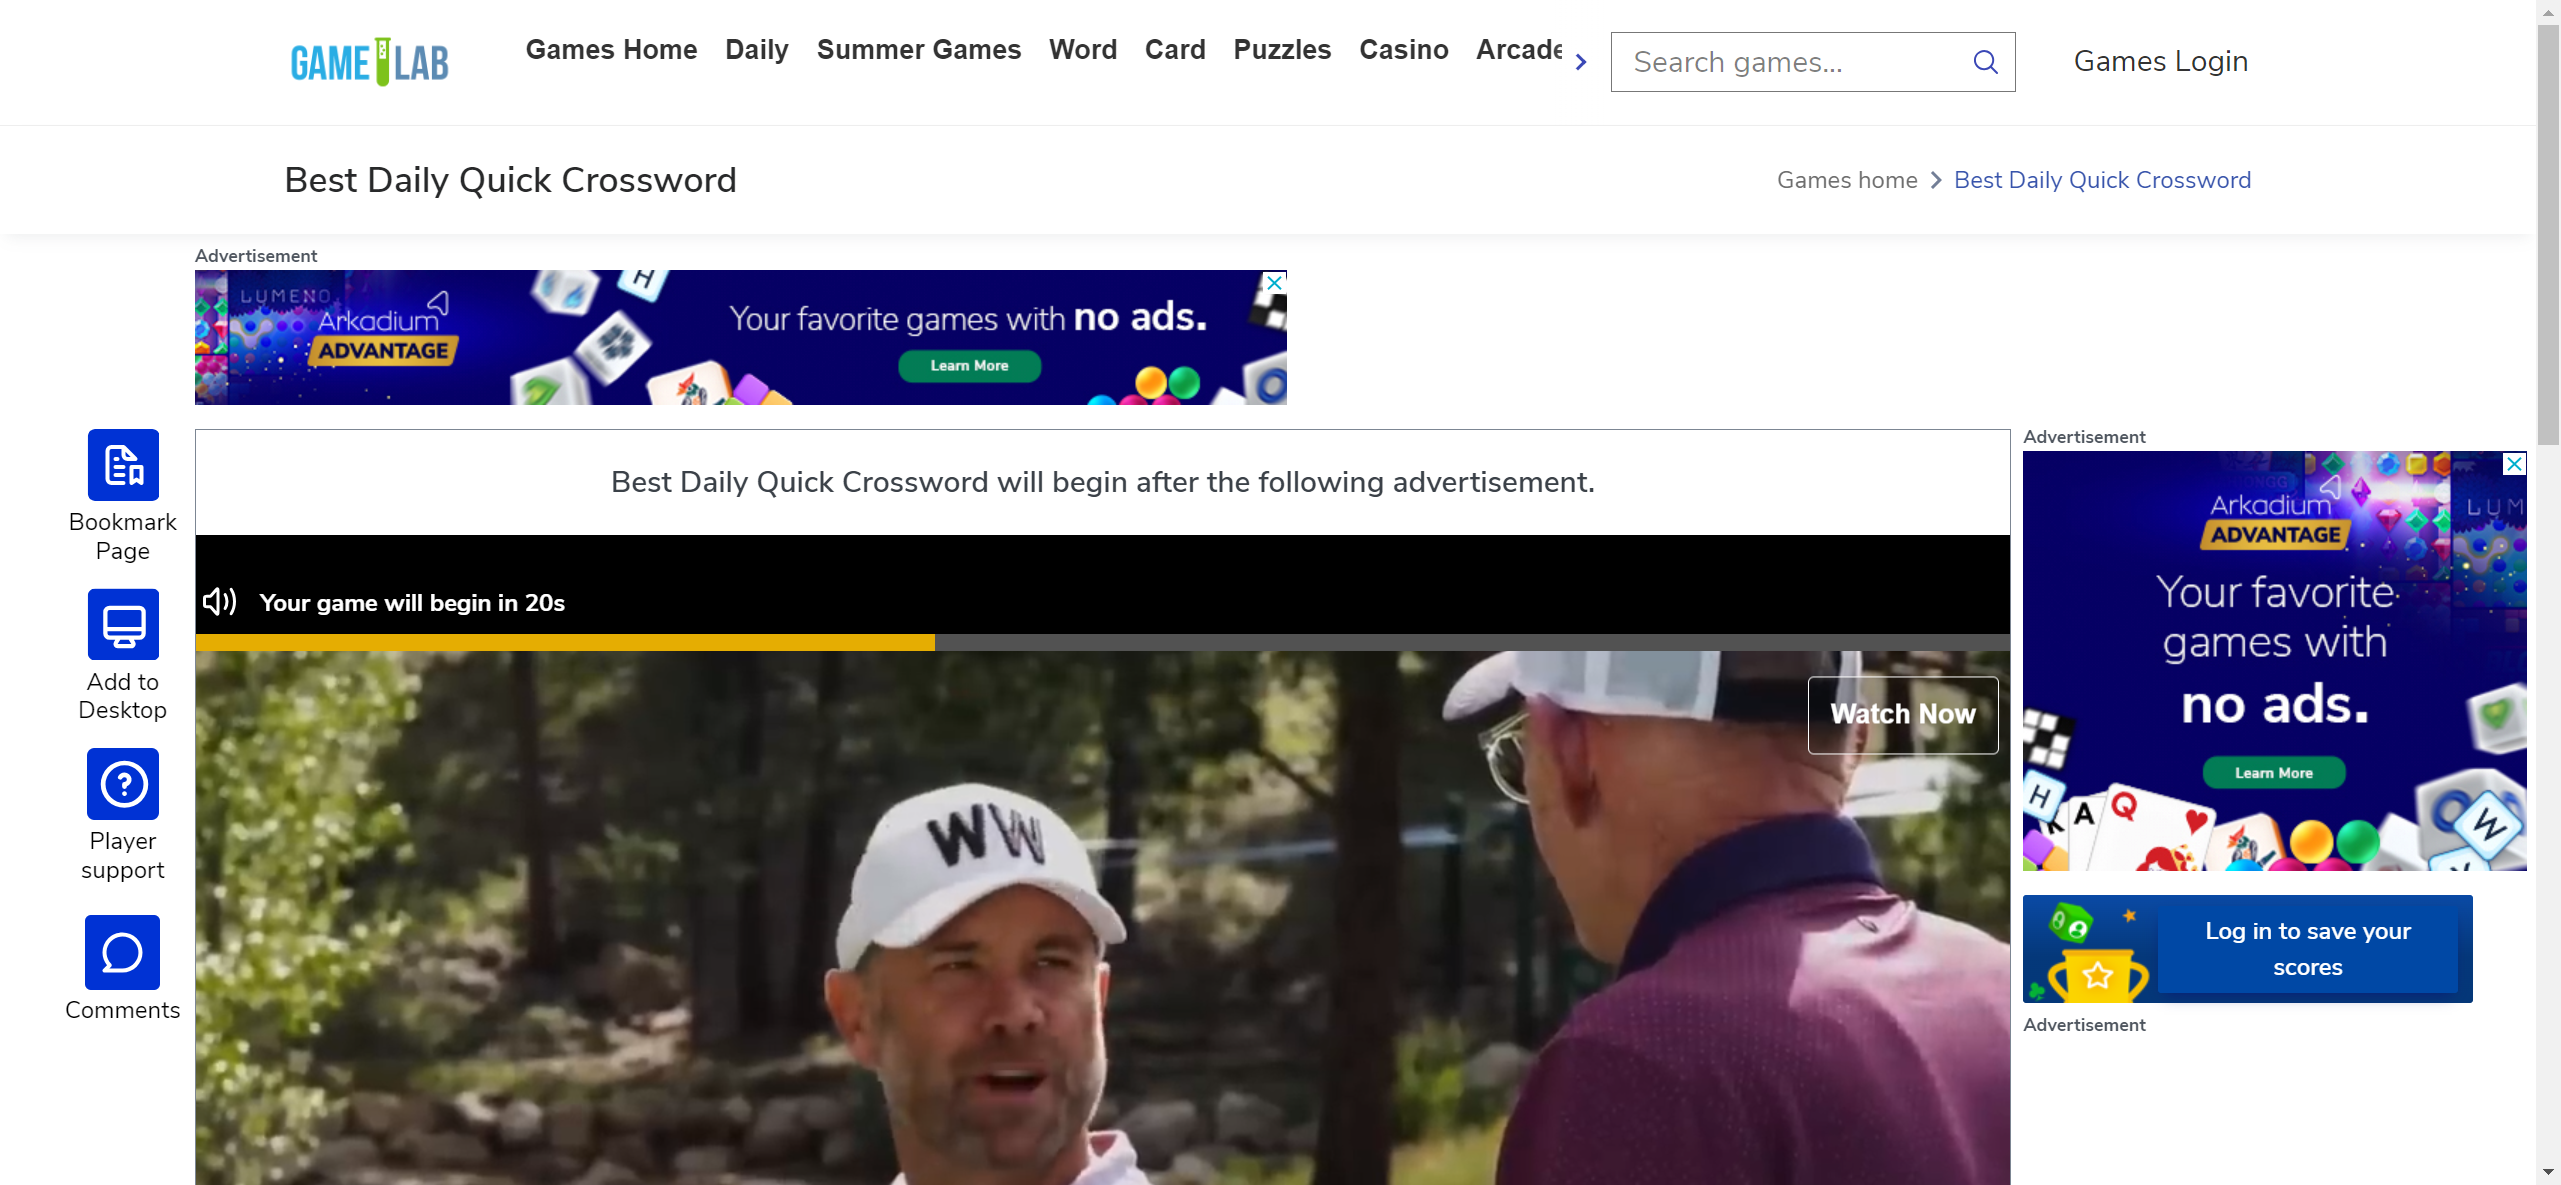 GAME LAB
Games Home Daily Summer Games Word Card Puzzles Casino Arcade
Search games...
Games Login
Best Daily Quick Crossword
Games home > Best Daily Quick Crossword
Advertisement
LUMENO
Arkadium
ADVANTAGE
H
Your favorite games with no ads.
Learn More
Bookmark
Page
Add to
Desktop
Player
support
Comments
Best Daily Quick Crossword will begin after the following advertisement.
Your game will begin in 20s
Watch Now
WW
Advertisement
Arkadium
LUM
ADVANTAGE
Your favorite
games with
no ads.
Learn More
H
K A Q
W
Log in to save your
scores
Advertisement